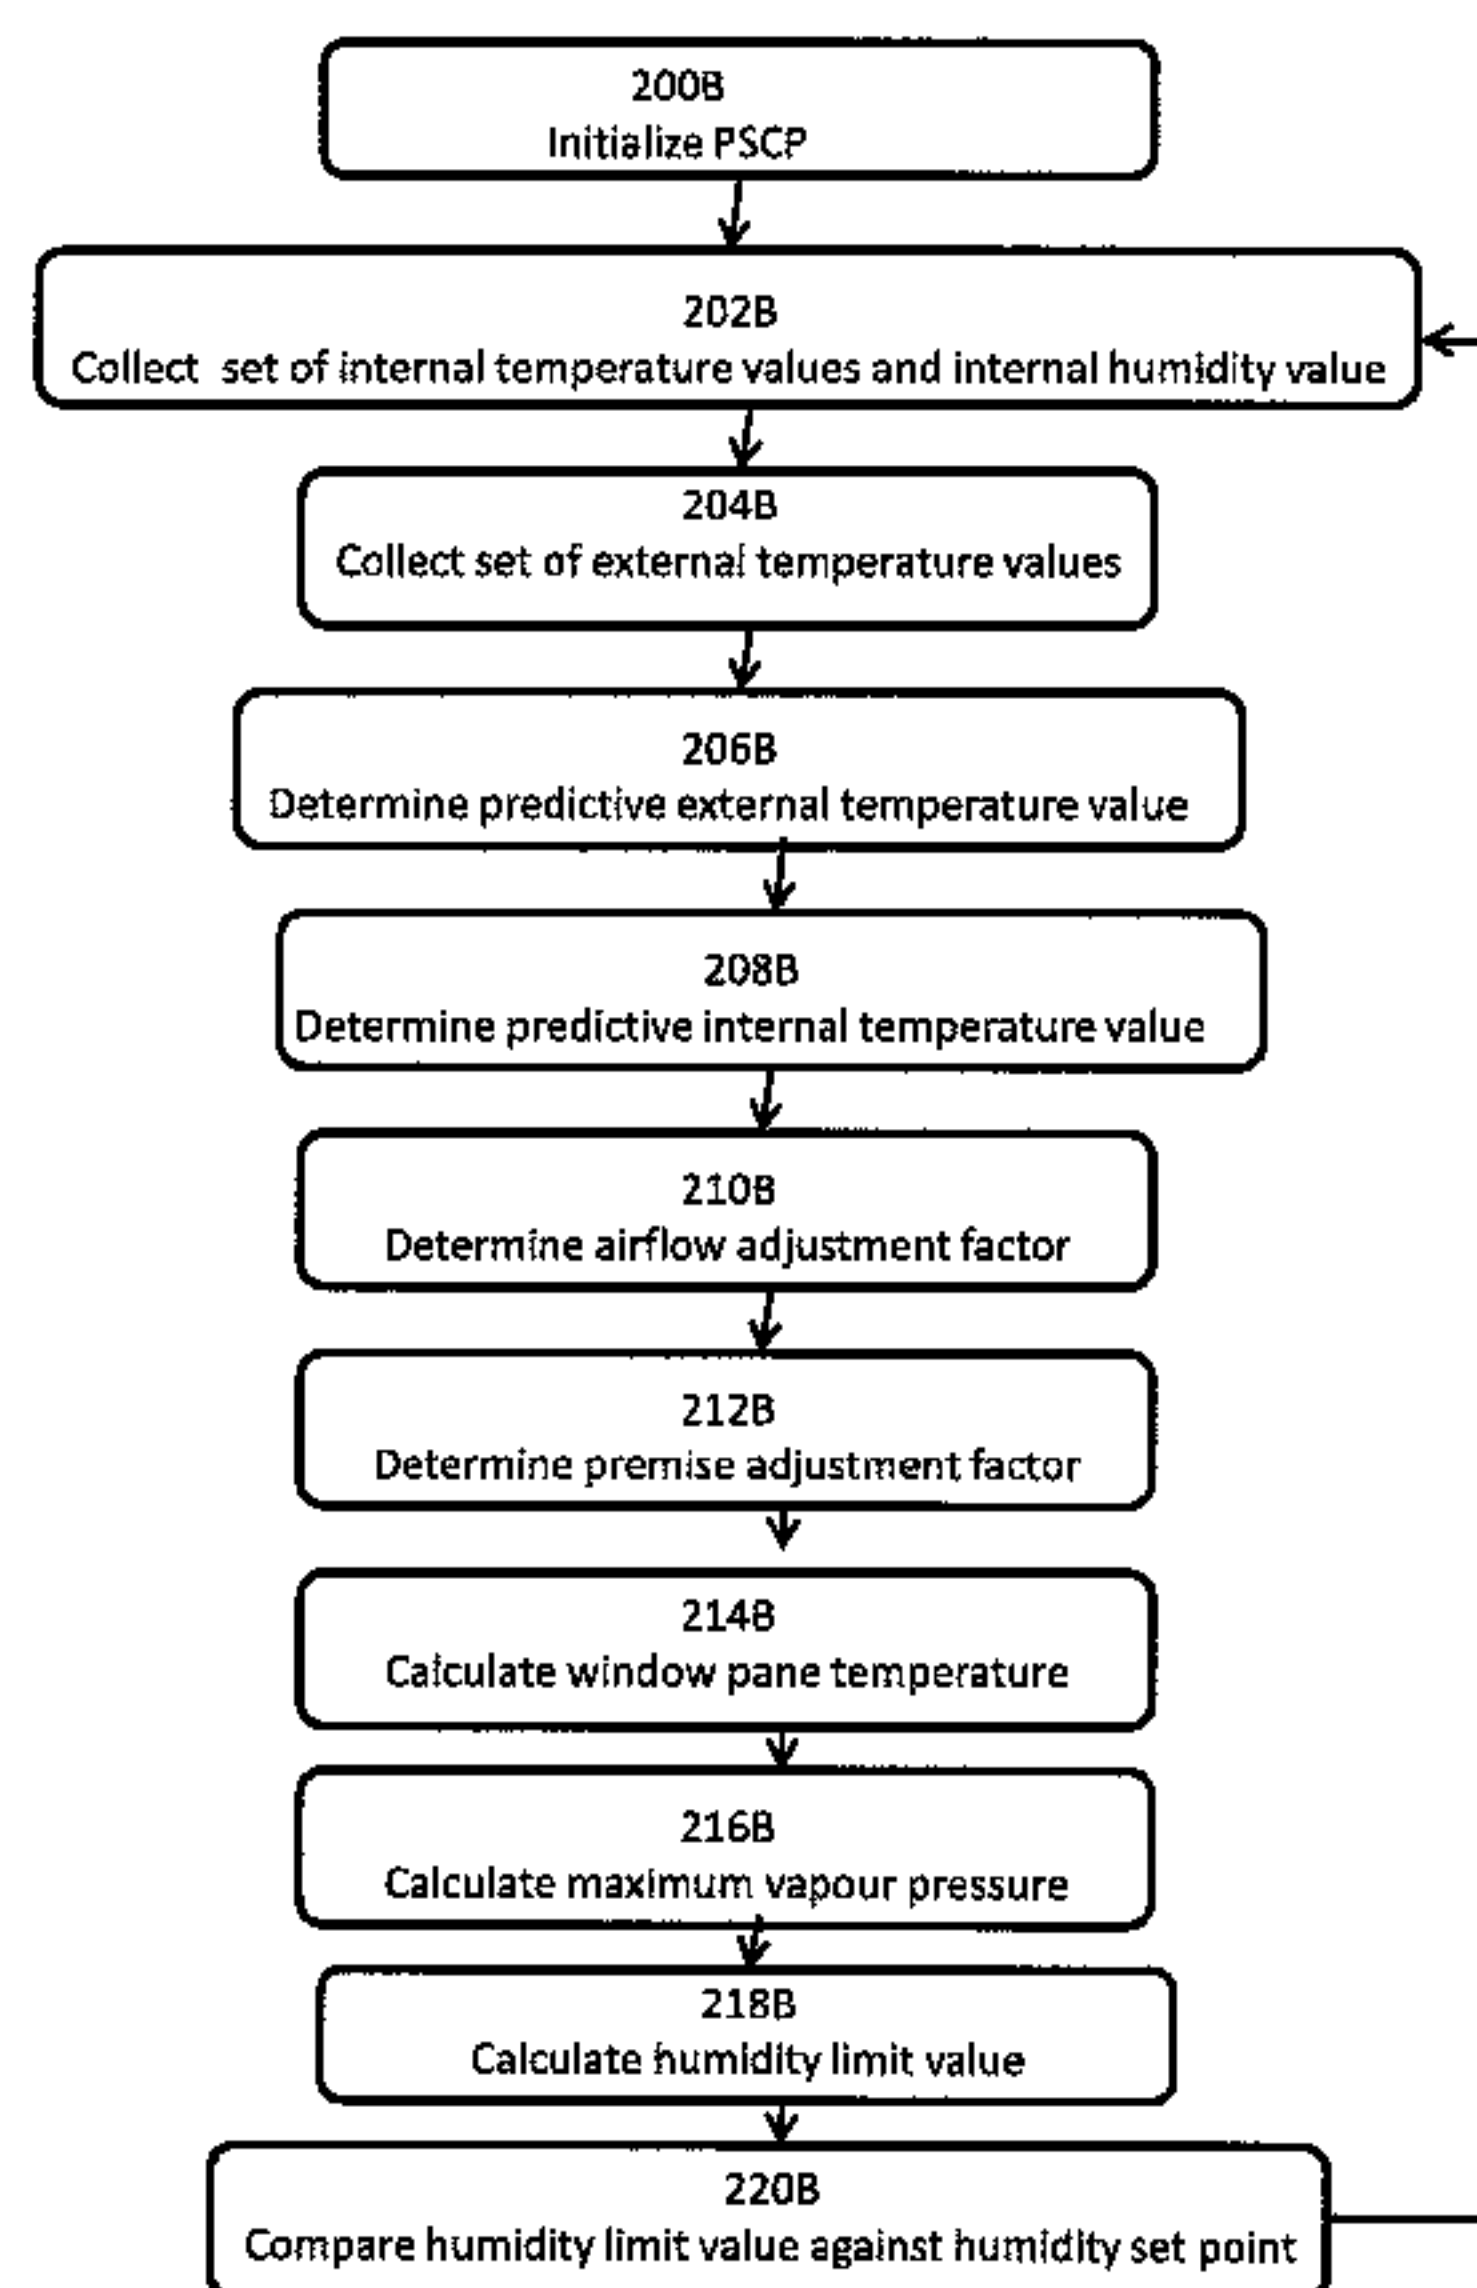 200B
Initialize PSCP
202B
Collect set of internal temperature values and internal humidity value
204B
Collect set of external temperature values
206B
Determine predictive external temperature value
208B
Determine predictive internal temperature value
210B
Determine airflow adjustment factor
212B
Determine premise adjustment factor
214B
Calculate window pane temperature
216B
Calculate maximum vapour pressure
218B
Calculate humidity limit value
220B
Compare humidity limit value against humidity set point